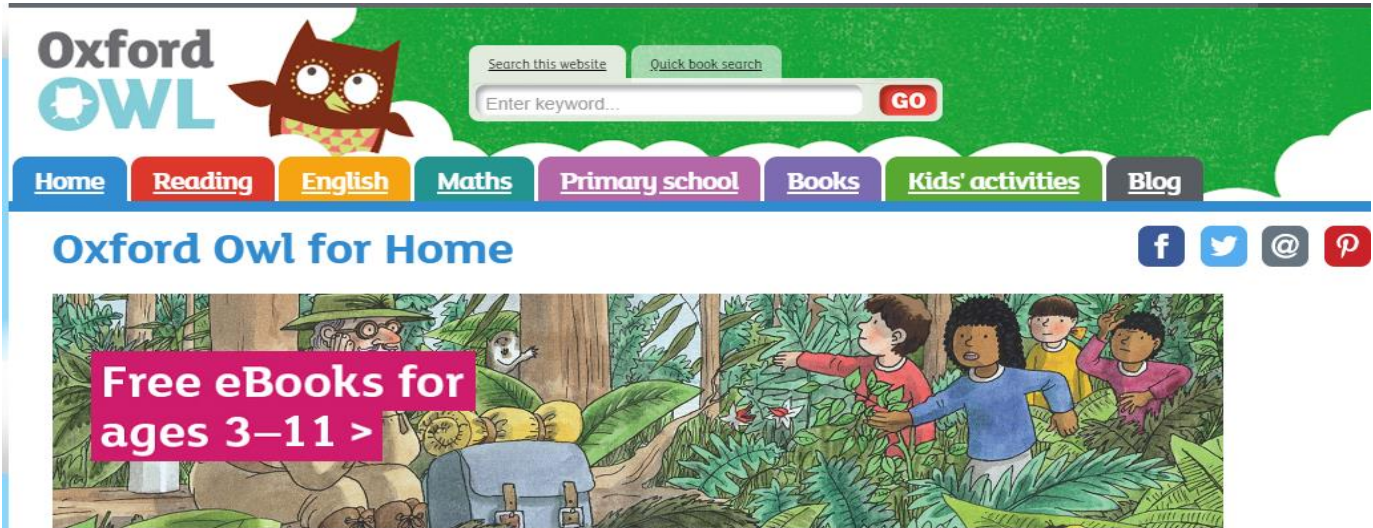 Oxford
OWL
Search this website Quick book search
Enter keyword... GO
Home Reading English Maths Primary school Books Kids' activities Blog
Oxford Owl for Home
f @
Free eBooks for
ages 3–11 >